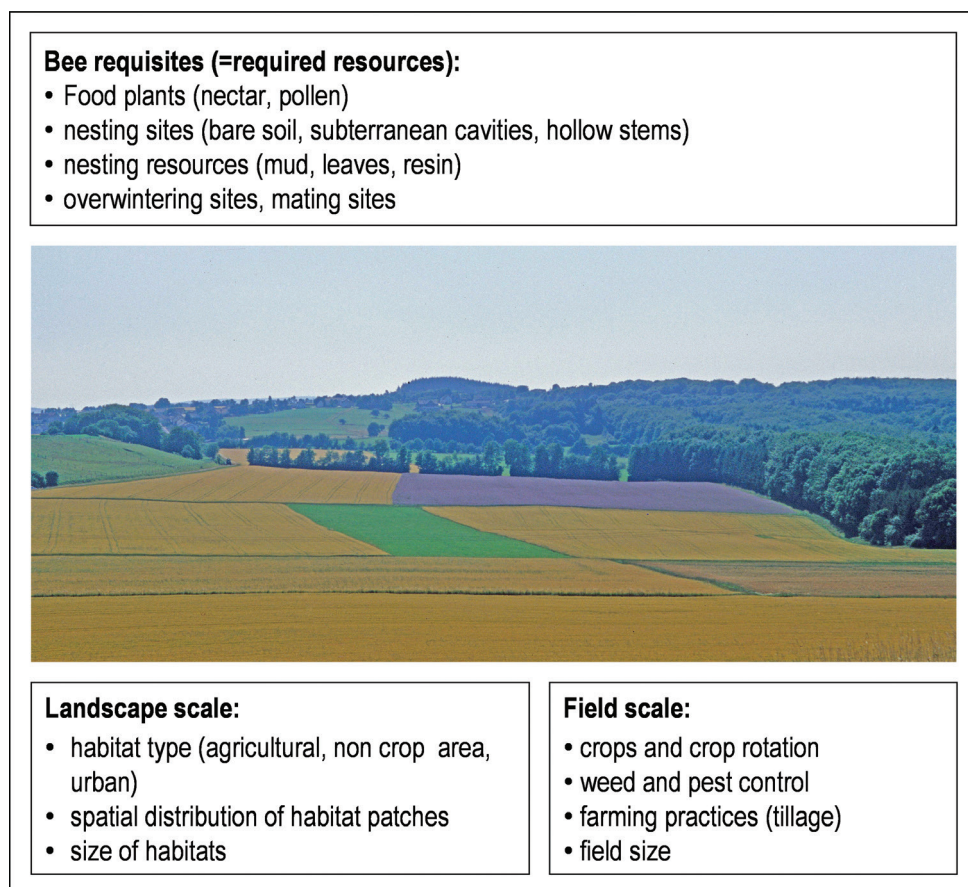 Bee requisites (=required resources):
• Food plants (nectar, pollen)
• nesting sites (bare soil, subterranean cavities, hollow stems)
• nesting resources (mud, leaves, resin)
• overwintering sites, mating sites
Landscape scale:
• habitat type (agricultural, non crop area,
urban)
• spatial distribution of habitat patches
• size of habitats
Field scale:
• crops and crop rotation
• weed and pest control
• farming practices (tillage)
• field size